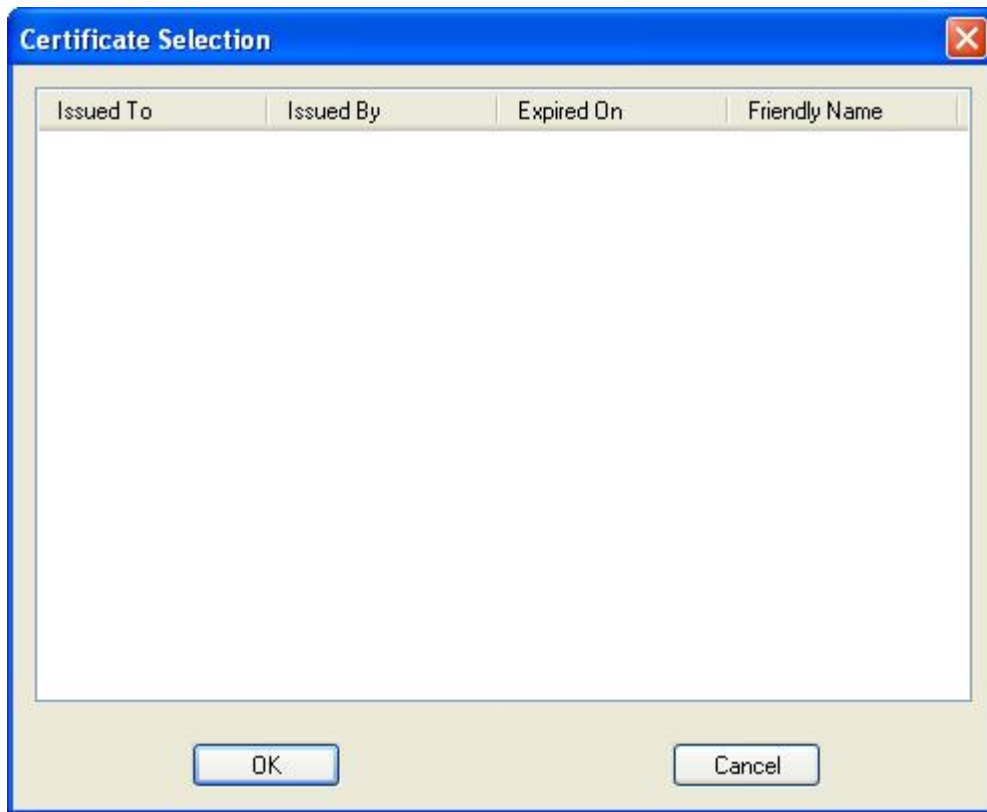 Certificate Selection
Issued To Issued By Expired On Friendly Name
OK Cancel